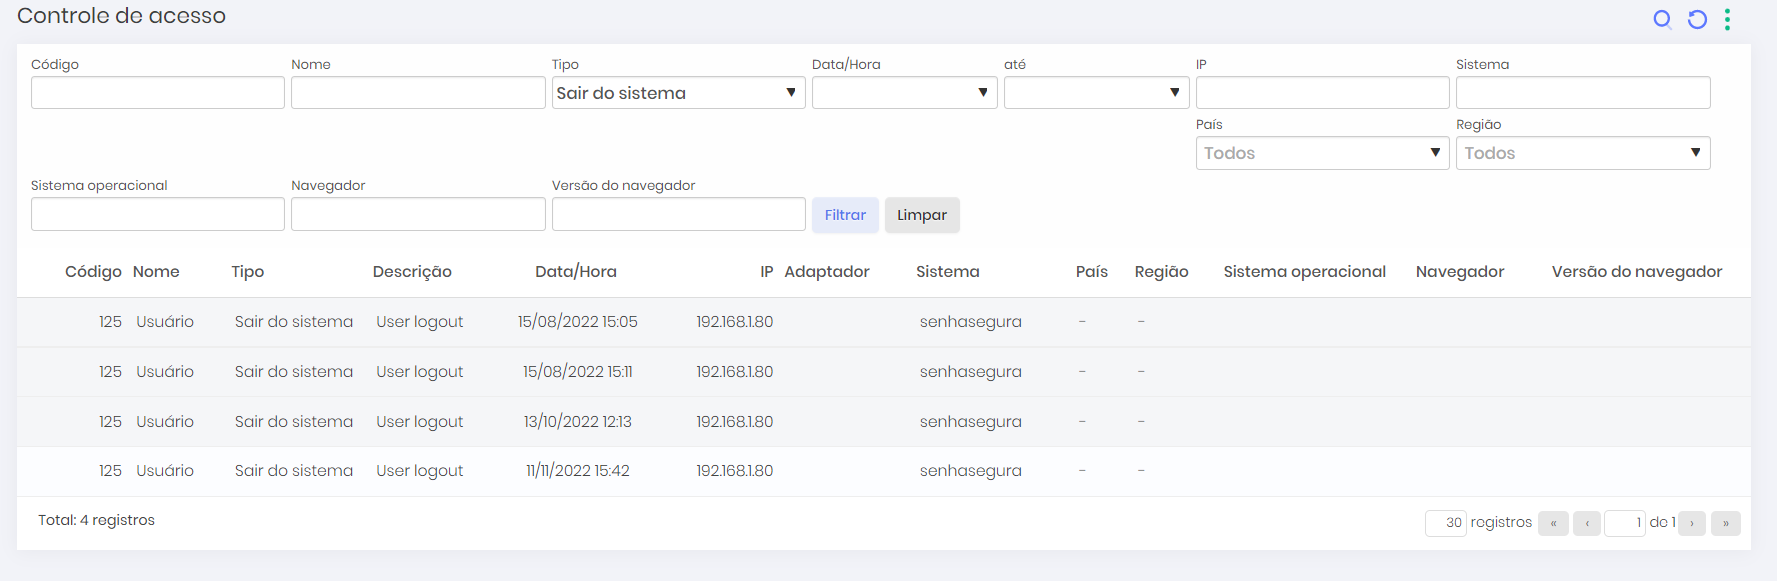 Controle de acesso
Código Nome Tipo Data/Hora até IP Sistema
Sair do sistema
País Região
Todos Todos
Sistema operacional Navegador Versão do navegador
Filtrar Limpar
Código Nome Tipo Descrição Data/Hora IP Adaptador Sistema País Região Sistema operacional Navegador Versão do navegador
125 Usuário Sair do sistema User logout 15/08/2022 15:05 192.168.1.80 senhasegura - -
125 Usuário Sair do sistema User logout 15/08/2022 15:11 192.168.1.80 senhasegura - -
125 Usuário Sair do sistema User logout 13/10/2022 12:13 192.168.1.80 senhasegura - -
125 Usuário Sair do sistema User logout 11/11/2022 15:42 192.168.1.80 senhasegura - -
Total: 4 registros
30 registros « ‹ 1 de 1 › »